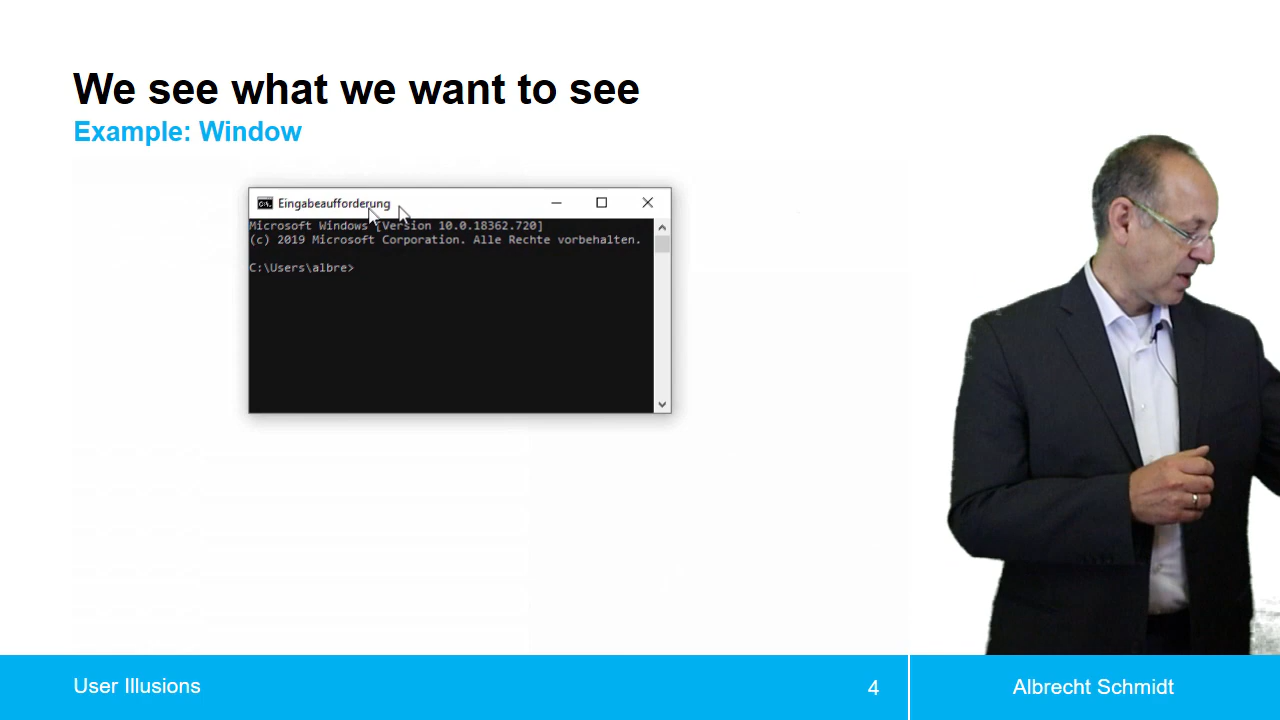 We see what we want to see
Example: Window
Eingabeaufforderung
Microsoft Windows [Version 10.0.18362.720]
(c) 2019 Microsoft Corporation. Alle Rechte vorbehalten.
C:\Users\albre>
User Illusions
4
Albrecht Schmidt